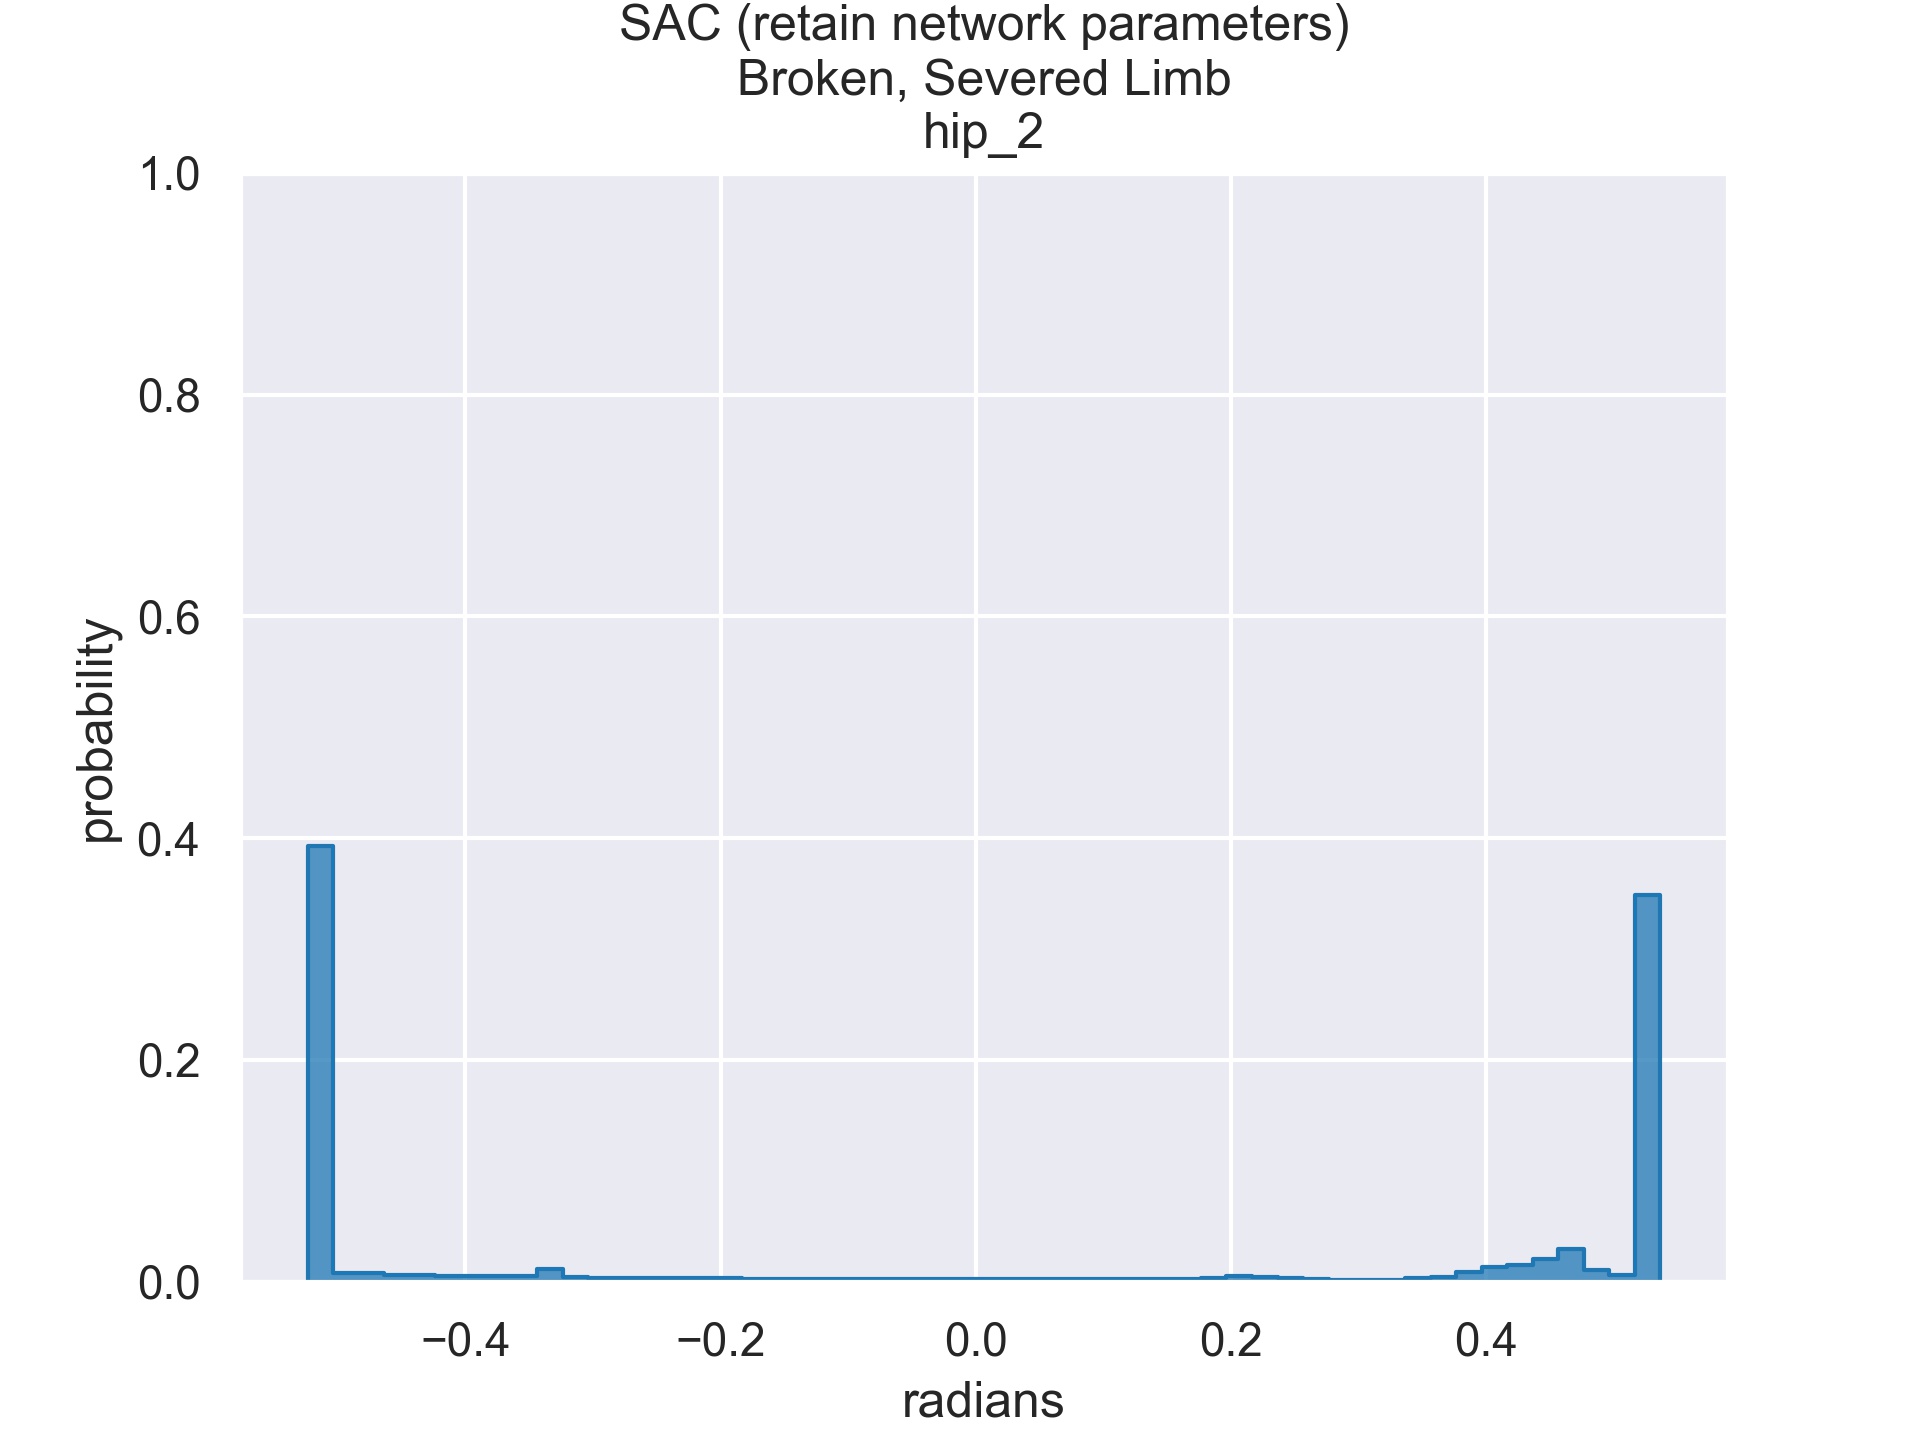 SAC (retain network parameters)
Broken, Severed Limb
hip_2
1.0
0.8
0.6
0.4
0.2
0.0
probability
−0.4
−0.2
0.0
0.2
0.4
radians